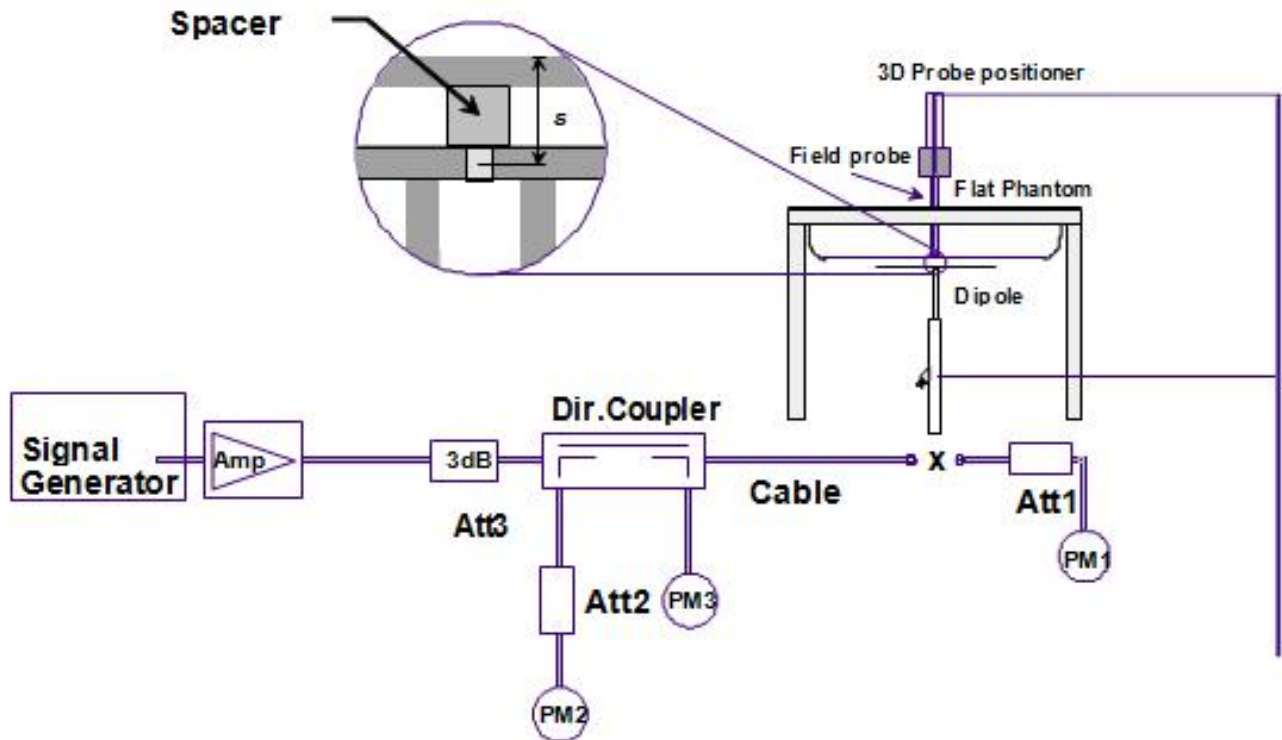 Spacer
s
3D Probe positioner
Field probe
Flat Phantom
Dipole
Dir.Coupler
Signal
Generator
Amp
3dB
Att3
Cable
X
Att1
PM1
Att2
PM3
PM2